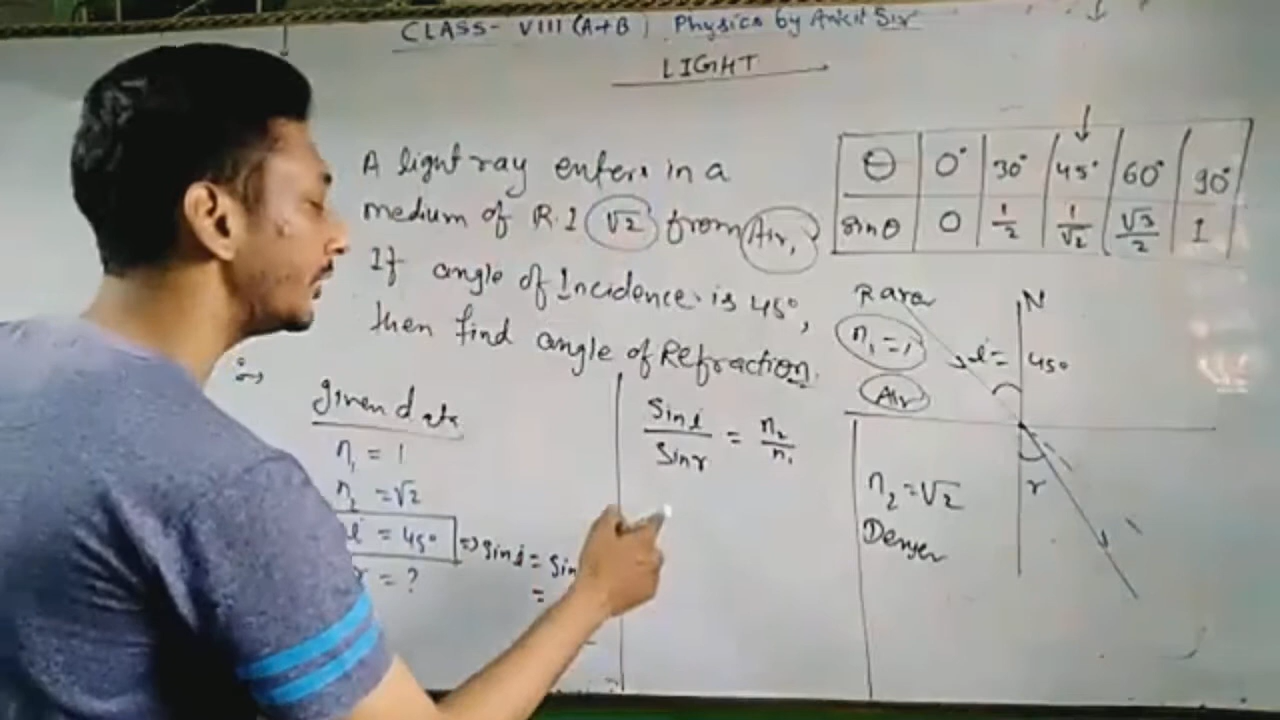 CLASS- VIII (A+B) Physics by Ankit Sir
LIGHT
A light ray enters in a
medium of R.I √2 from Air,
If angle of Incidence is 45°,
then find angle of Refraction.
given data
n₁ = 1
n₂ = √2
i = 45° ⇒ sin i = sin
=
r = ?
Sin i / Sin r = n₂ / n₁
θ 0° 30° 45° 60° 90°
sin θ 0 1/2 1/√2 √3/2 1
Rarer
N
n₁ = 1
i = 45°
Air
n₂ = √2
r
Denser